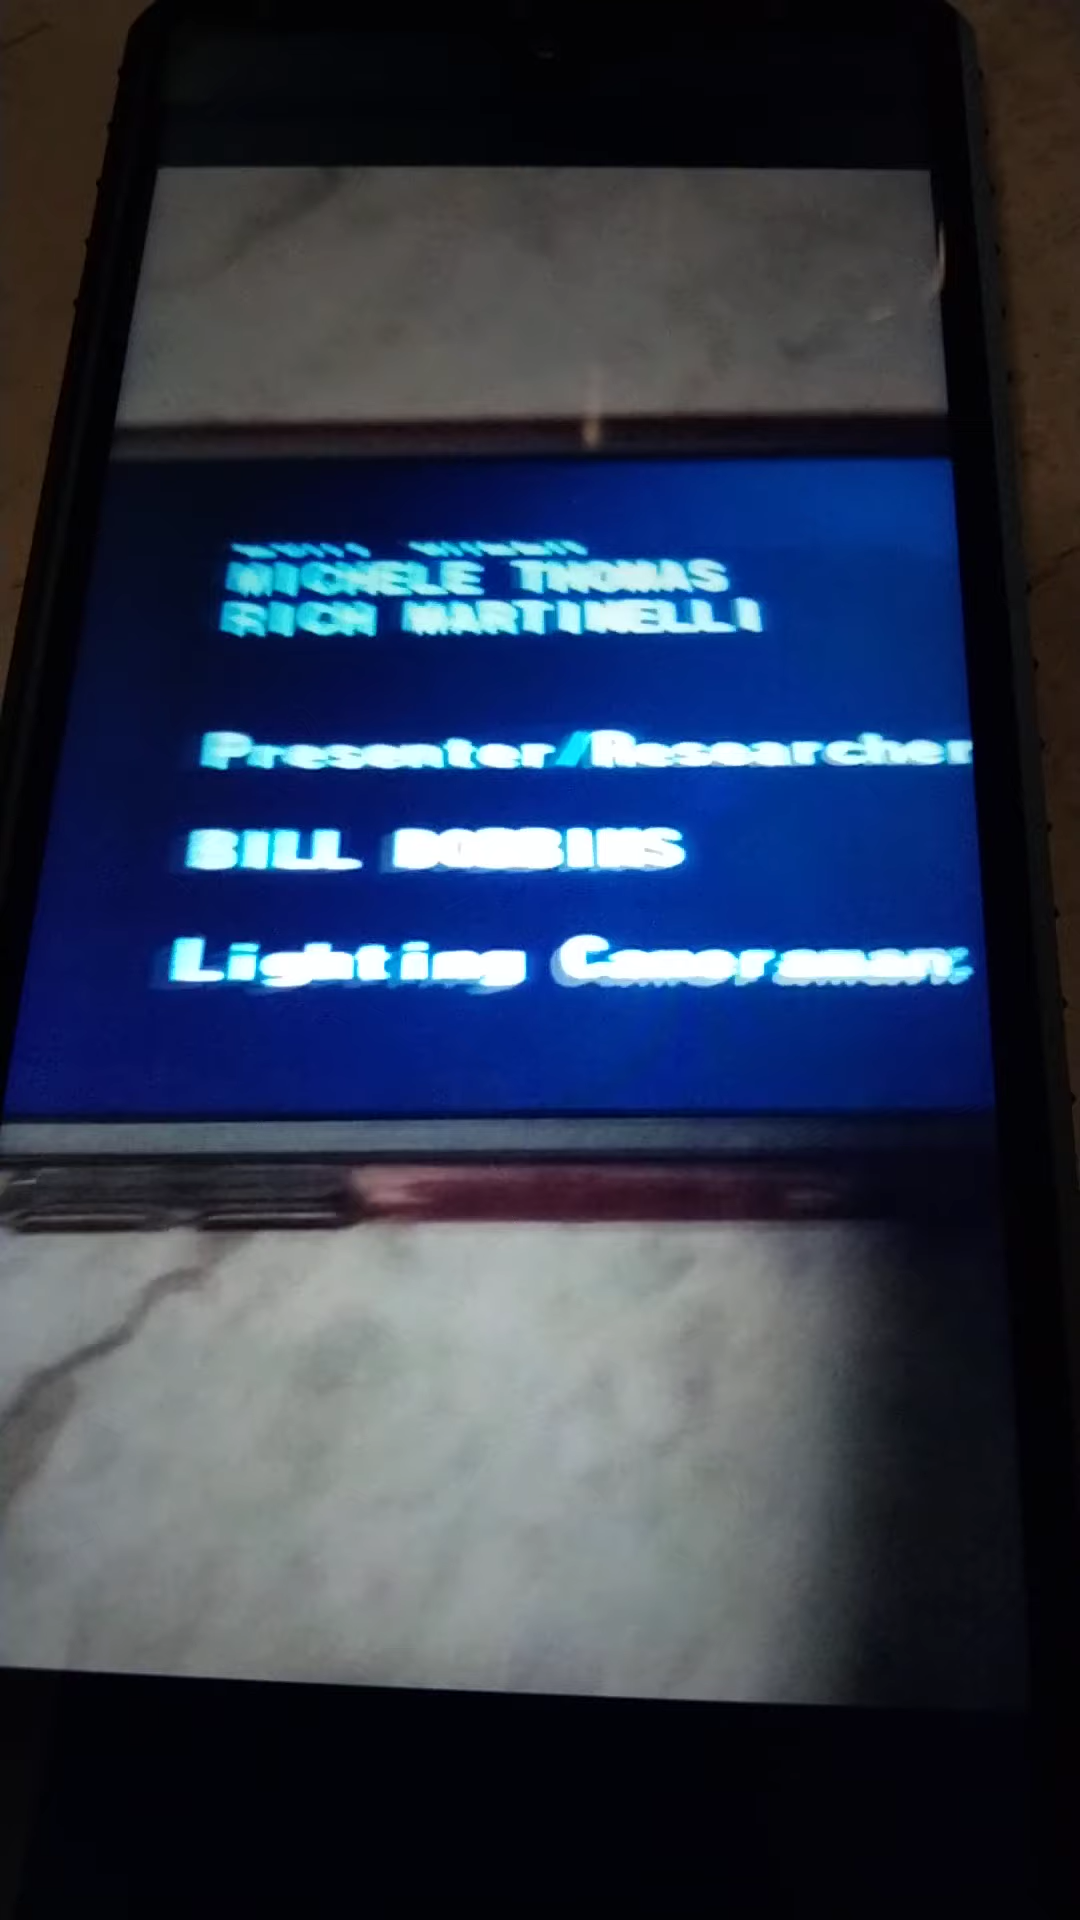 MICHELE THOMAS
RICH MARTINELLI
Presenter/Researcher
BILL DOBBINS
Lighting Cameraman: